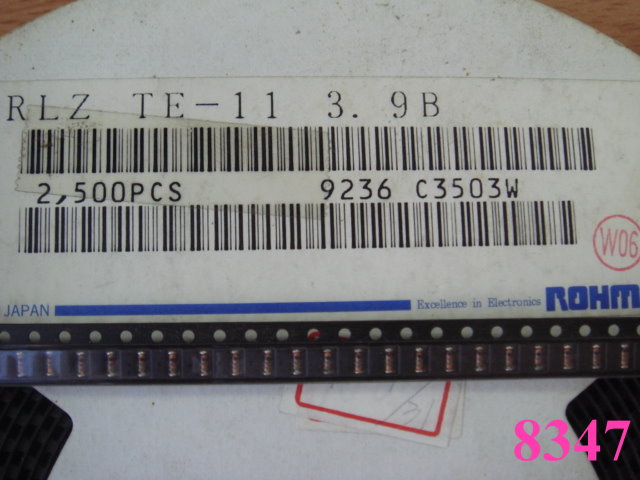 RLZ TE-11 3.9B
2,500PCS 9236 C3503W
W06
JAPAN Excellence in Electronics ROHM
8347